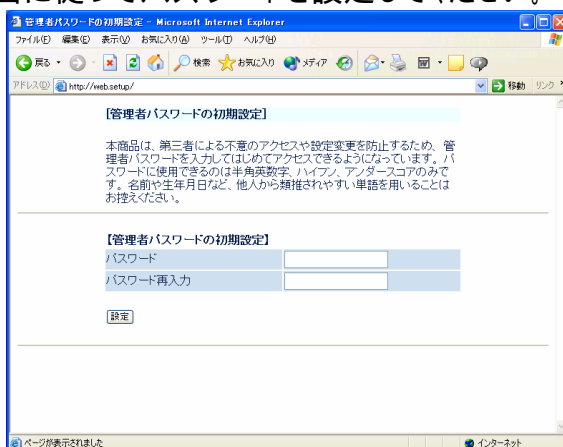 管理者パスワードの初期設定 - Microsoft Internet Explorer
ファイル(F) 編集(E) 表示(V) お気に入り(A) ツール(T) ヘルプ(H)
戻る 検索 お気に入り メディア
アドレス(D) http://web.setup/ 移動 リンク
[管理者パスワードの初期設定]
本商品は、第三者による不意のアクセスや設定変更を防止するため、管
理者パスワードを入力してはじめてアクセスできるようになっています。パ
スワードに使用できるのは半角英数字、ハイフン、アンダースコアのみで
す。名前や生年月日など、他人から類推されやすい単語を用いることは
お控えください。
【管理者パスワードの初期設定】
パスワード
パスワード再入力
設定
ページが表示されました インターネット